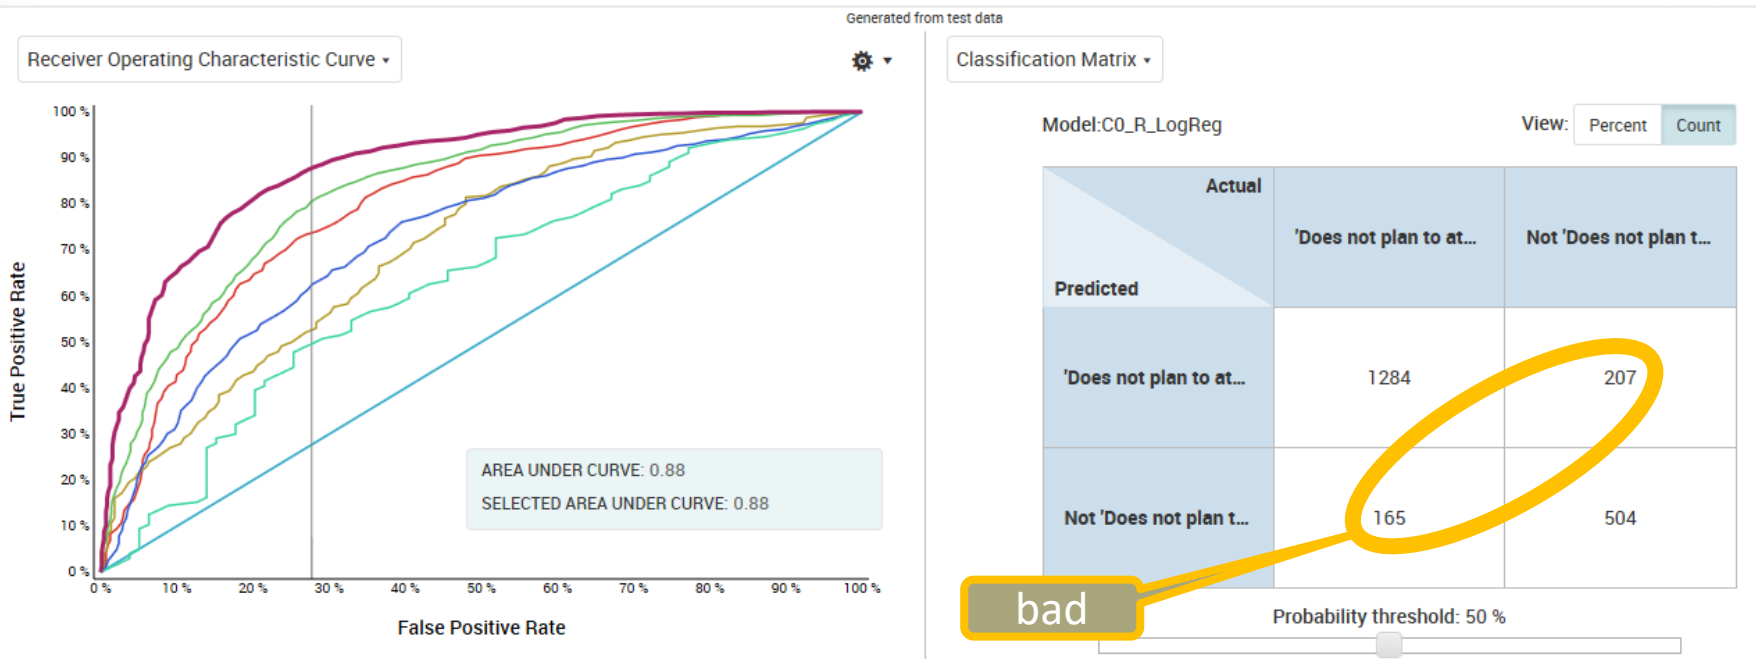 Generated from test data
Receiver Operating Characteristic Curve
Classification Matrix
Model:C0_R_LogReg
View: Percent Count
100 %
90 %
80 %
70 %
60 %
50 %
40 %
30 %
20 %
10 %
0 %
True Positive Rate
0 % 10 % 20 % 30 % 40 % 50 % 60 % 70 % 80 % 90 % 100 %
False Positive Rate
AREA UNDER CURVE: 0.88
SELECTED AREA UNDER CURVE: 0.88
Actual
Predicted
'Does not plan to at... Not 'Does not plan t...
'Does not plan to at... 1284 207
Not 'Does not plan t... 165 504
bad
Probability threshold: 50 %